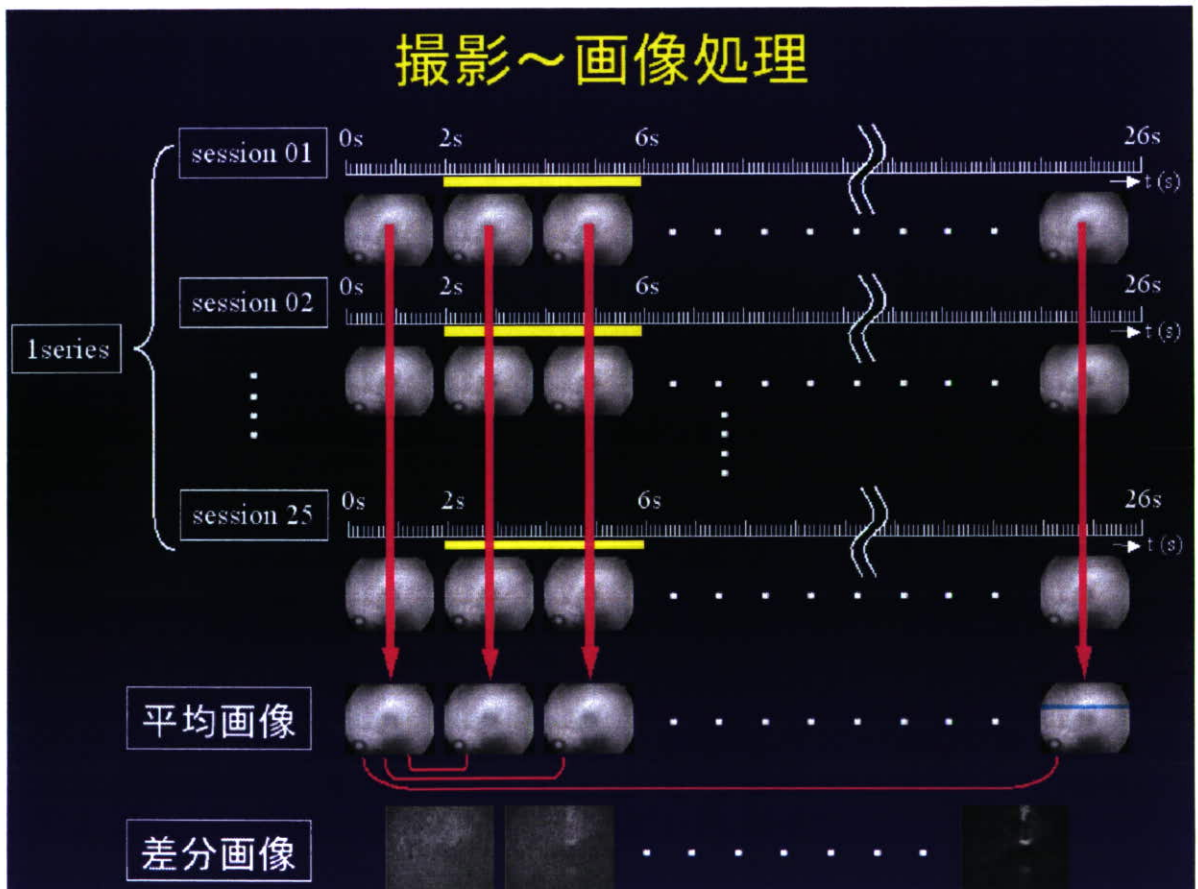 撮影～画像処理
0s 2s 6s 26s
session 01
t (s)
0s 2s 6s 26s
session 02
t (s)
1series
0s 2s 6s 26s
session 25
t (s)
平均画像
差分画像